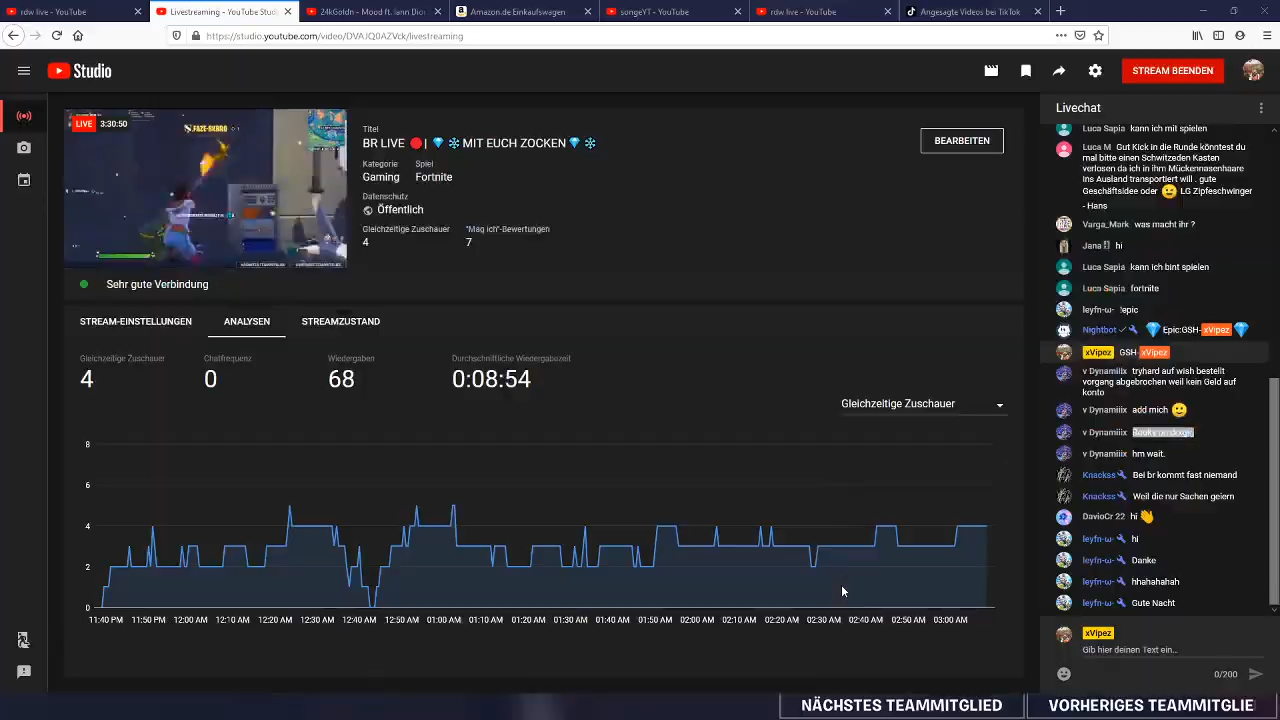 rdw live - YouTube
Livestreaming - YouTube Studi
24kGoldn - Mood ft. Iann Dior
Amazon.de Einkaufswagen
songeYT - YouTube
rdw live - YouTube
Angesagte Videos bei TikTok
https://studio.youtube.com/video/DVAJQ0AZVck/livestreaming
Studio
STREAM BEENDEN
LIVE 3:30:50
Titel
BR LIVE 🔴| 💎 ❄ MIT EUCH ZOCKEN 💎 ❄
BEARBEITEN
Kategorie Spiel
Gaming Fortnite
Datenschutz
Öffentlich
Gleichzeitige Zuschauer "Mag ich"-Bewertungen
4 7
Sehr gute Verbindung
STREAM-EINSTELLUNGEN ANALYSEN STREAMZUSTAND
Gleichzeitige Zuschauer Chatfrequenz Wiedergaben Durchschnittliche Wiedergabezeit
4 0 68 0:08:54
Gleichzeitige Zuschauer
8
6
4
2
0
11:40 PM 11:50 PM 12:00 AM 12:10 AM 12:20 AM 12:30 AM 12:40 AM 12:50 AM 01:00 AM 01:10 AM 01:20 AM 01:30 AM 01:40 AM 01:50 AM 02:00 AM 02:10 AM 02:20 AM 02:30 AM 02:40 AM 02:50 AM 03:00 AM
Livechat
Luca Sapia kann ich mit spielen
Luca M Gut Kick in die Runde könntest du
mal bitte einen Schwitzeden Kasten
verlosen da ich in ihm Mückennasenhaare
ins Ausland transportiert will . gute
Geschäftsidee oder 😉 LG Zipfeschwinger
- Hans
Varga_Mark was macht ihr ?
Jana hi
Luca Sapia kann ich bint spielen
Luca Sapia fortnite
leyfn-ω- !epic
Nightbot 💎 Epic:GSH-xVipez 💎
xVipez GSH-xVipez
v Dynamiiix tryhard auf wish bestellt
vorgang abgebrochen weil kein Geld auf
konto
v Dynamiiix add mich 🙂
v Dynamiiix
v Dynamiiix hm wait.
Knackss Bei br kommt fast niemand
Knackss Weil die nur Sachen geiern
DavioCr 22 hi 👋
leyfn-ω- hi
leyfn-ω- Danke
leyfn-ω- hhahahahah
leyfn-ω- Gute Nacht
xVipez
Gib hier deinen Text ein...
0/200
NÄCHSTES TEAMMITGLIED
VORHERIGES TEAMMITGLIE